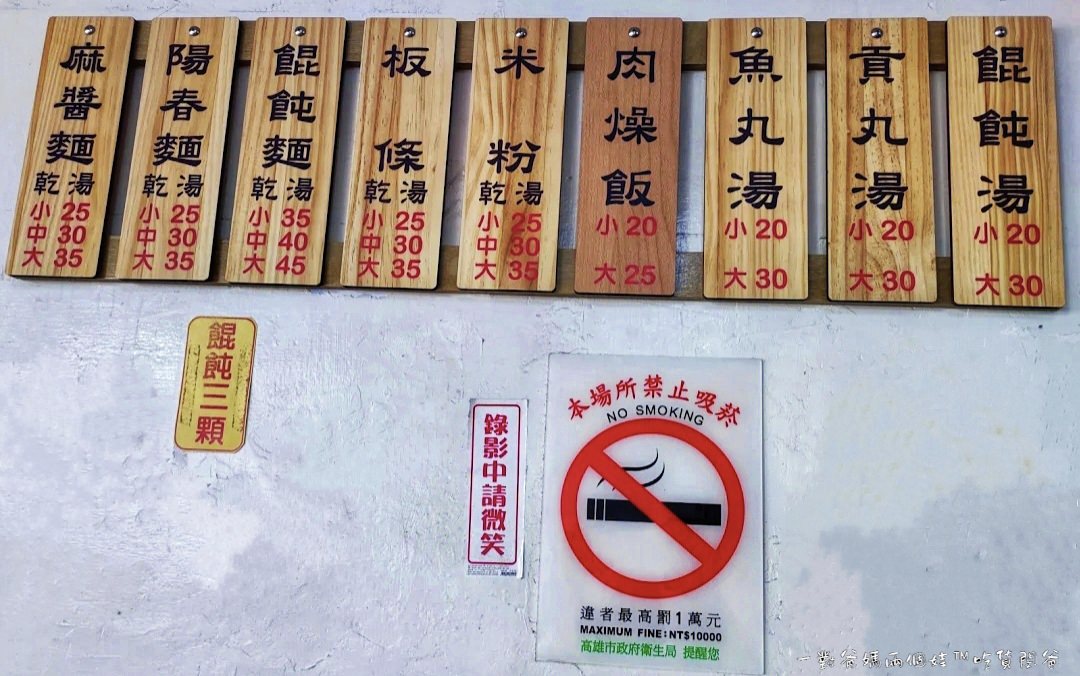 麻醬麵
乾 湯
小 25
中 30
大 35
陽春麵
乾 湯
小 25
中 30
大 35
餛飩麵
乾 湯
小 35
中 40
大 45
板條
乾 湯
小 25
中 30
大 35
米粉
乾 湯
小 25
中 30
大 35
肉燥飯
小 20
大 25
魚丸湯
小 20
大 30
貢丸湯
小 20
大 30
餛飩湯
小 20
大 30
餛飩三顆
錄影中請微笑
本場所禁止吸菸
NO SMOKING
違者最高罰1萬元
MAXIMUM FINE:NT$10000
高雄市政府衛生局 提醒您